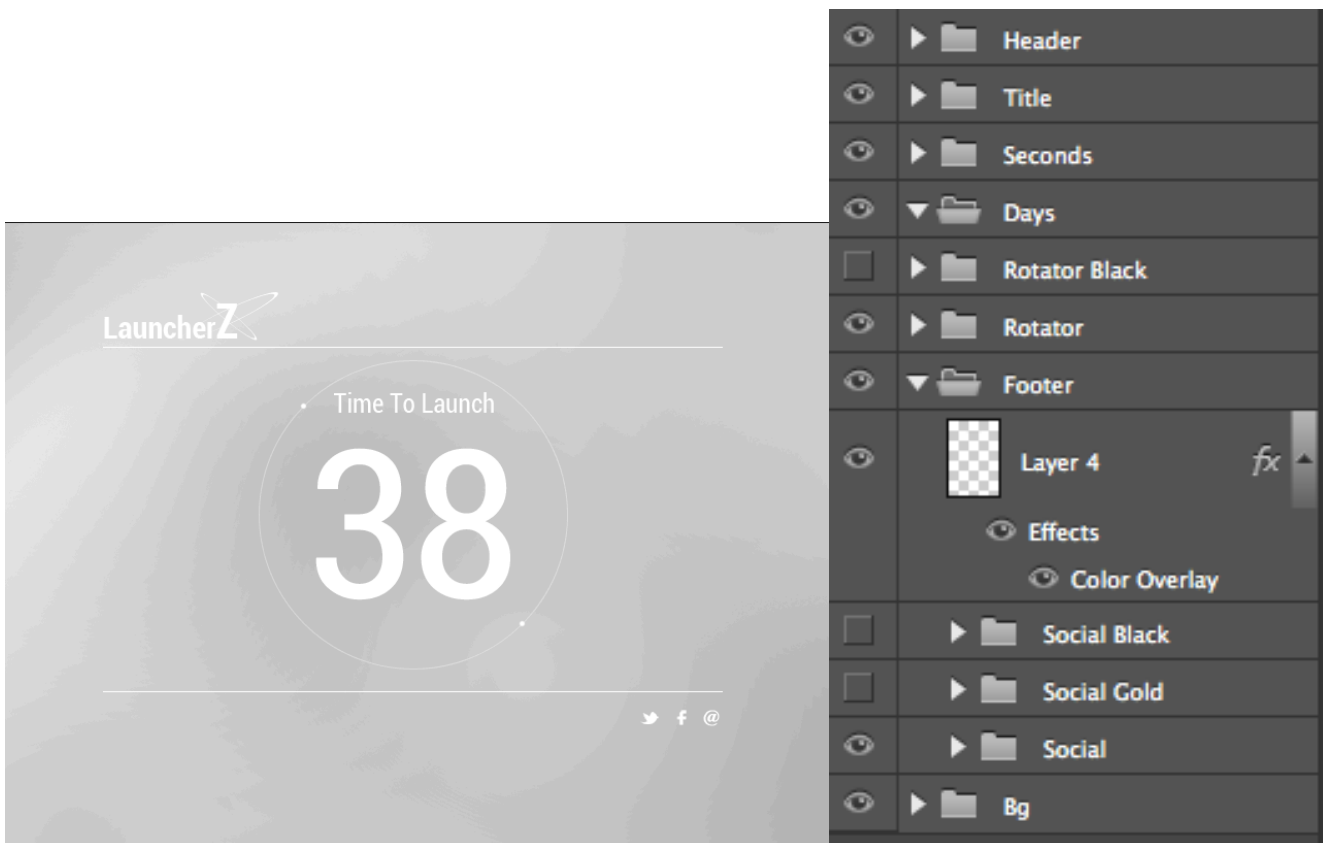 LauncherZ
Time To Launch
38
@
Header
Title
Seconds
Days
Rotator Black
Rotator
Footer
Layer 4 fx
Effects
Color Overlay
Social Black
Social Gold
Social
Bg